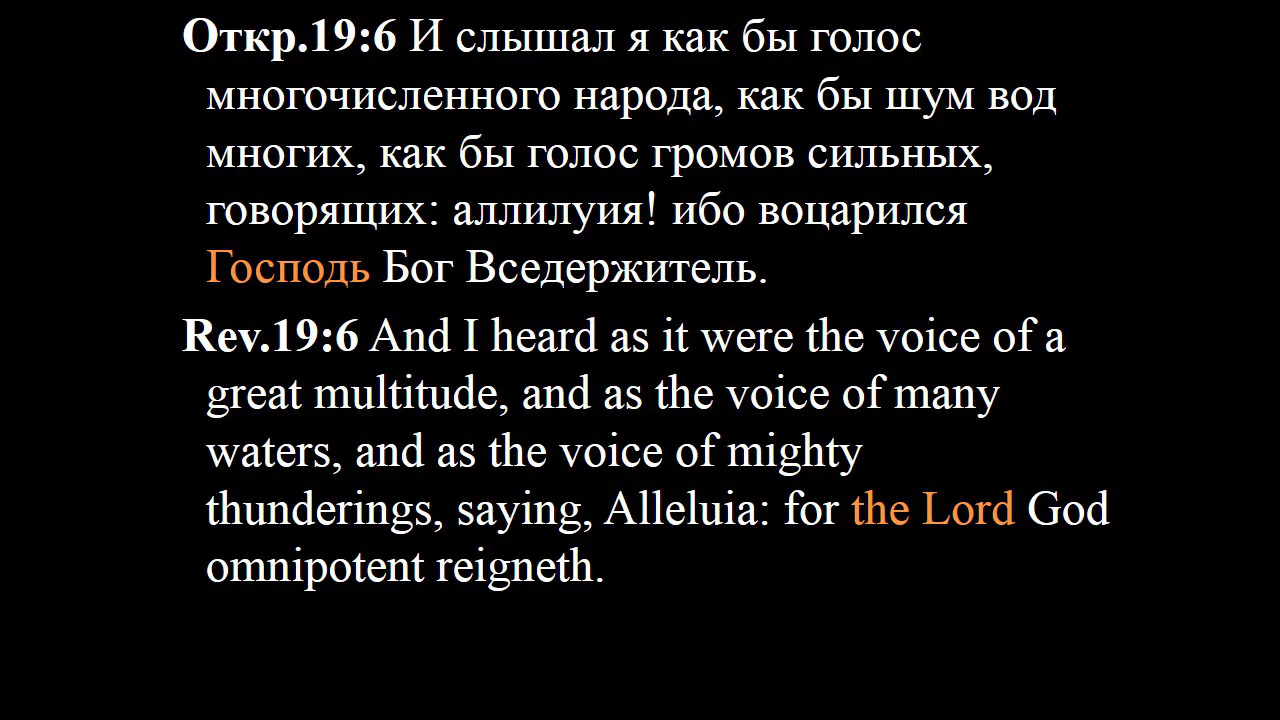 Откр.19:6 И слышал я как бы голос
многочисленного народа, как бы шум вод
многих, как бы голос громов сильных,
говорящих: аллилуия! ибо воцарился
Господь Бог Вседержитель.
Rev.19:6 And I heard as it were the voice of a
great multitude, and as the voice of many
waters, and as the voice of mighty
thunderings, saying, Alleluia: for the Lord God
omnipotent reigneth.